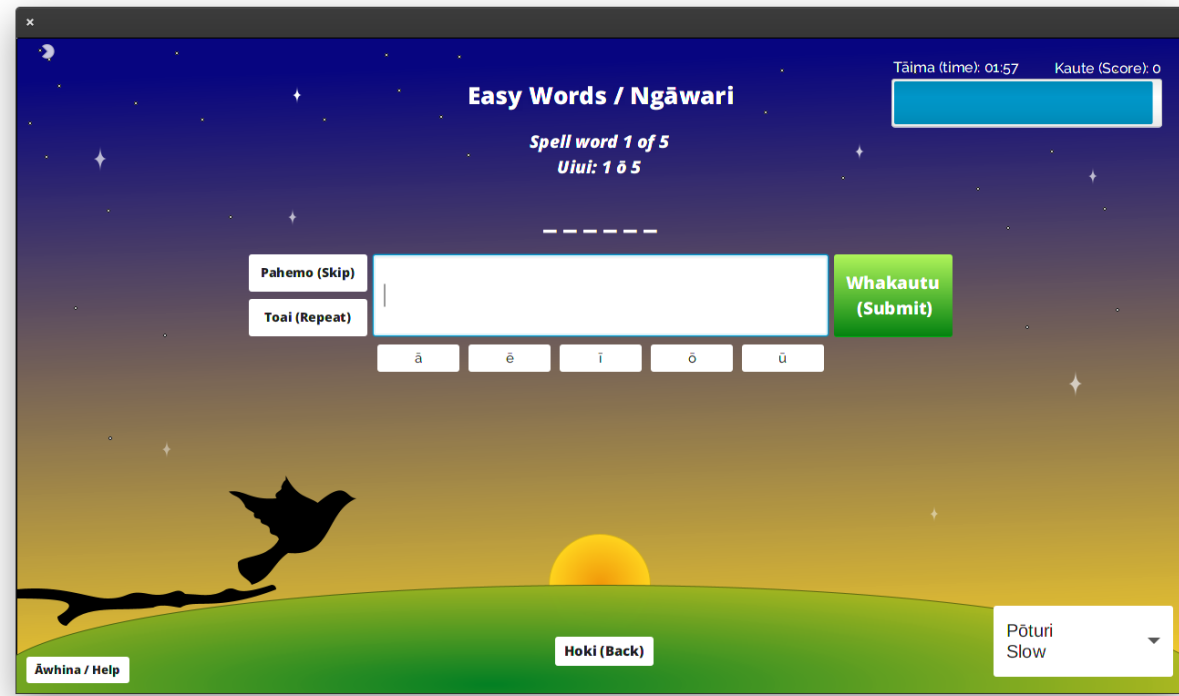 ×
Tāima (time): 01:57 Kaute (Score): 0
Easy Words / Ngāwari
Spell word 1 of 5
Uiui: 1 ō 5
_ _ _ _ _ _
Pahemo (Skip)
Toai (Repeat)
Whakautu
(Submit)
ā ē ī ō ū
Pōturi
Slow
Hoki (Back)
Āwhina / Help